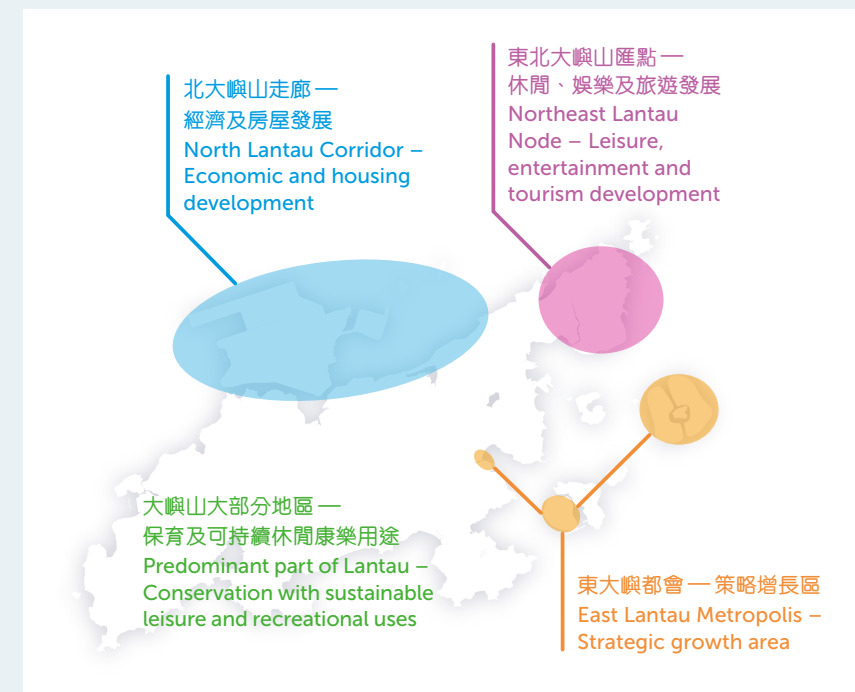 北大嶼山走廊 —
經濟及房屋發展
North Lantau Corridor –
Economic and housing
development
東北大嶼山匯點 —
休閒、娛樂及旅遊發展
Northeast Lantau
Node – Leisure,
entertainment and
tourism development
大嶼山大部分地區 —
保育及可持續休閒康樂用途
Predominant part of Lantau –
Conservation with sustainable
leisure and recreational uses
東大嶼都會 — 策略增長區
East Lantau Metropolis –
Strategic growth area